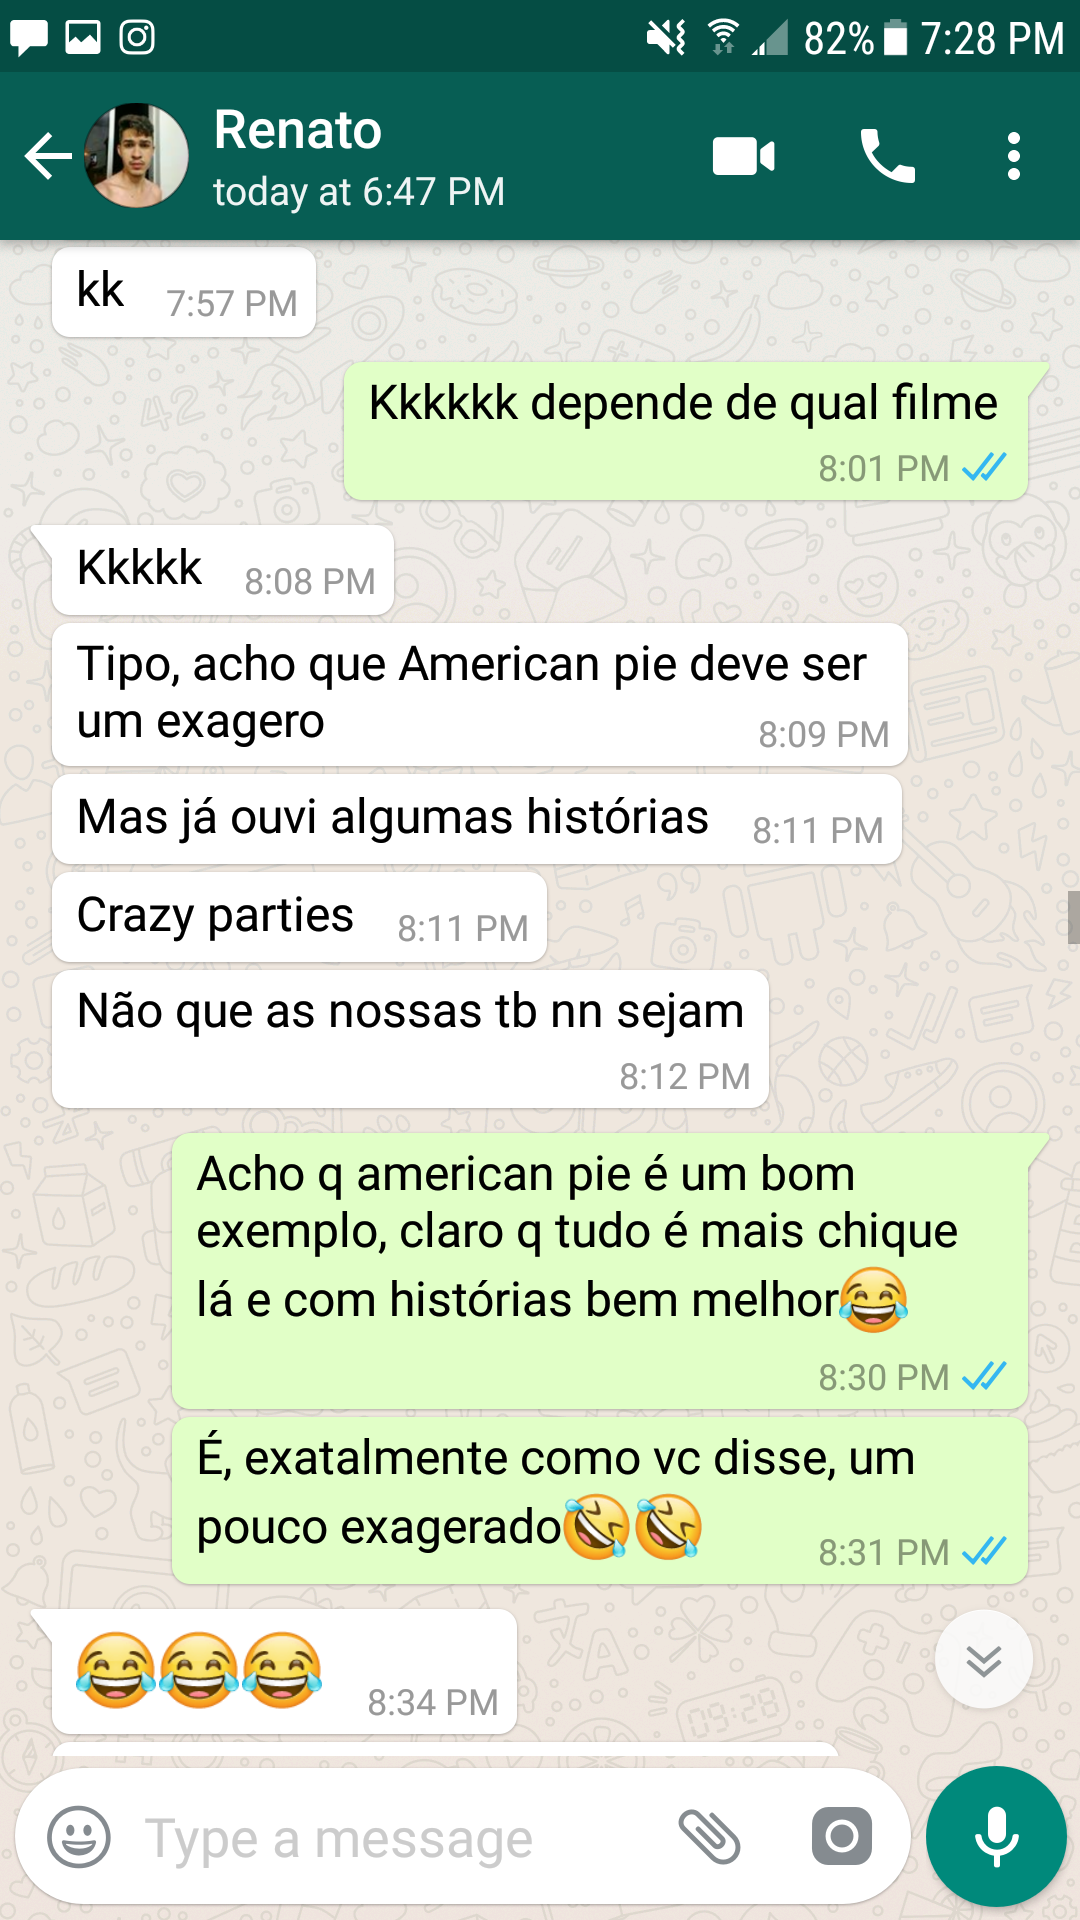 82% 7:28 PM
Renato
today at 6:47 PM
kk 7:57 PM
Kkkkkk depende de qual filme
8:01 PM
Kkkkk 8:08 PM
Tipo, acho que American pie deve ser
um exagero 8:09 PM
Mas já ouvi algumas histórias 8:11 PM
Crazy parties 8:11 PM
Não que as nossas tb nn sejam
8:12 PM
Acho q american pie é um bom
exemplo, claro q tudo é mais chique
lá e com histórias bem melhor😂
8:30 PM
É, exatalmente como vc disse, um
pouco exagerado🤣🤣 8:31 PM
😂😂😂 8:34 PM
Type a message